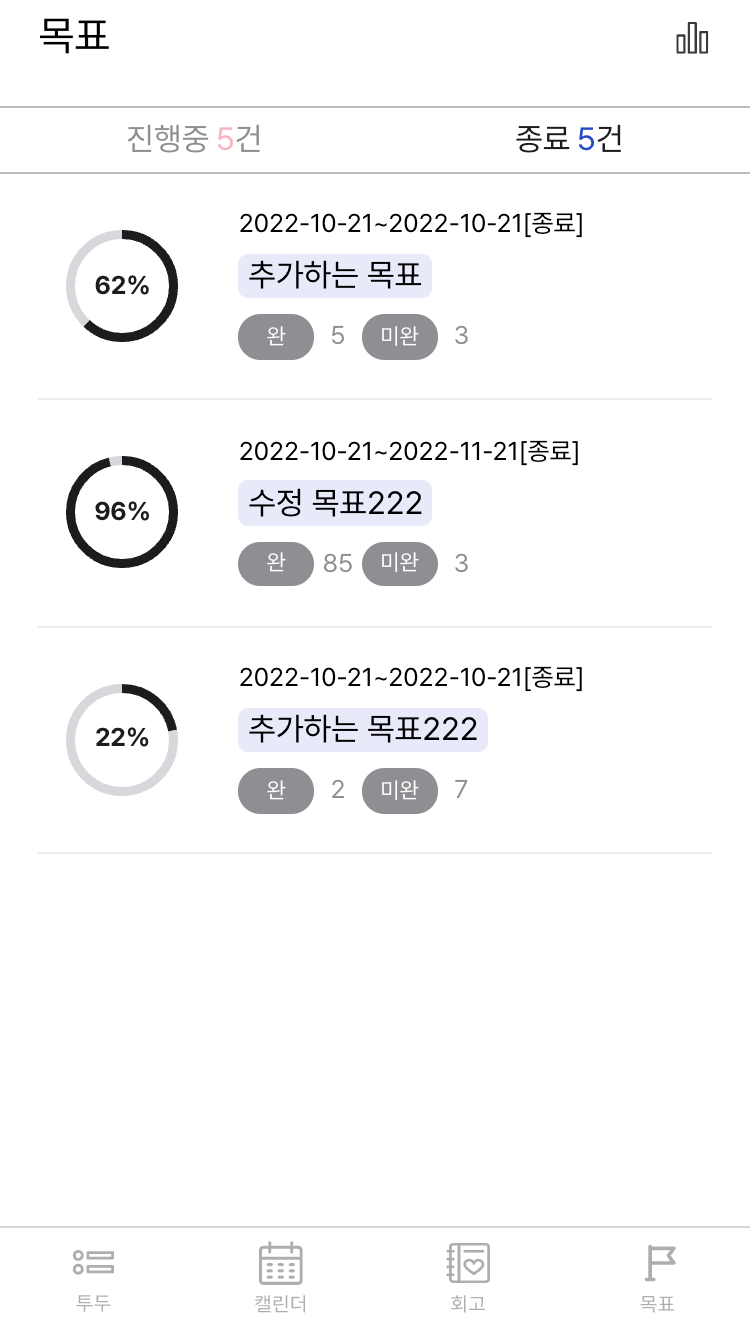 목표
진행중 5건
종료 5건
2022-10-21~2022-10-21[종료]
62%
추가하는 목표
완 5 미완 3
2022-10-21~2022-11-21[종료]
96%
수정 목표222
완 85 미완 3
2022-10-21~2022-10-21[종료]
22%
추가하는 목표222
완 2 미완 7
투두
캘린더
회고
목표